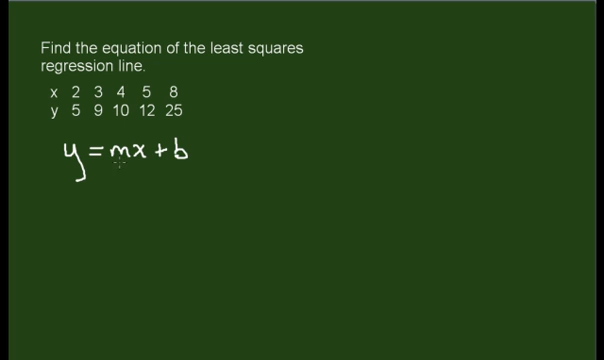 Find the equation of the least squares
regression line.
x 2 3 4 5 8
y 5 9 10 12 25
y = mx + b